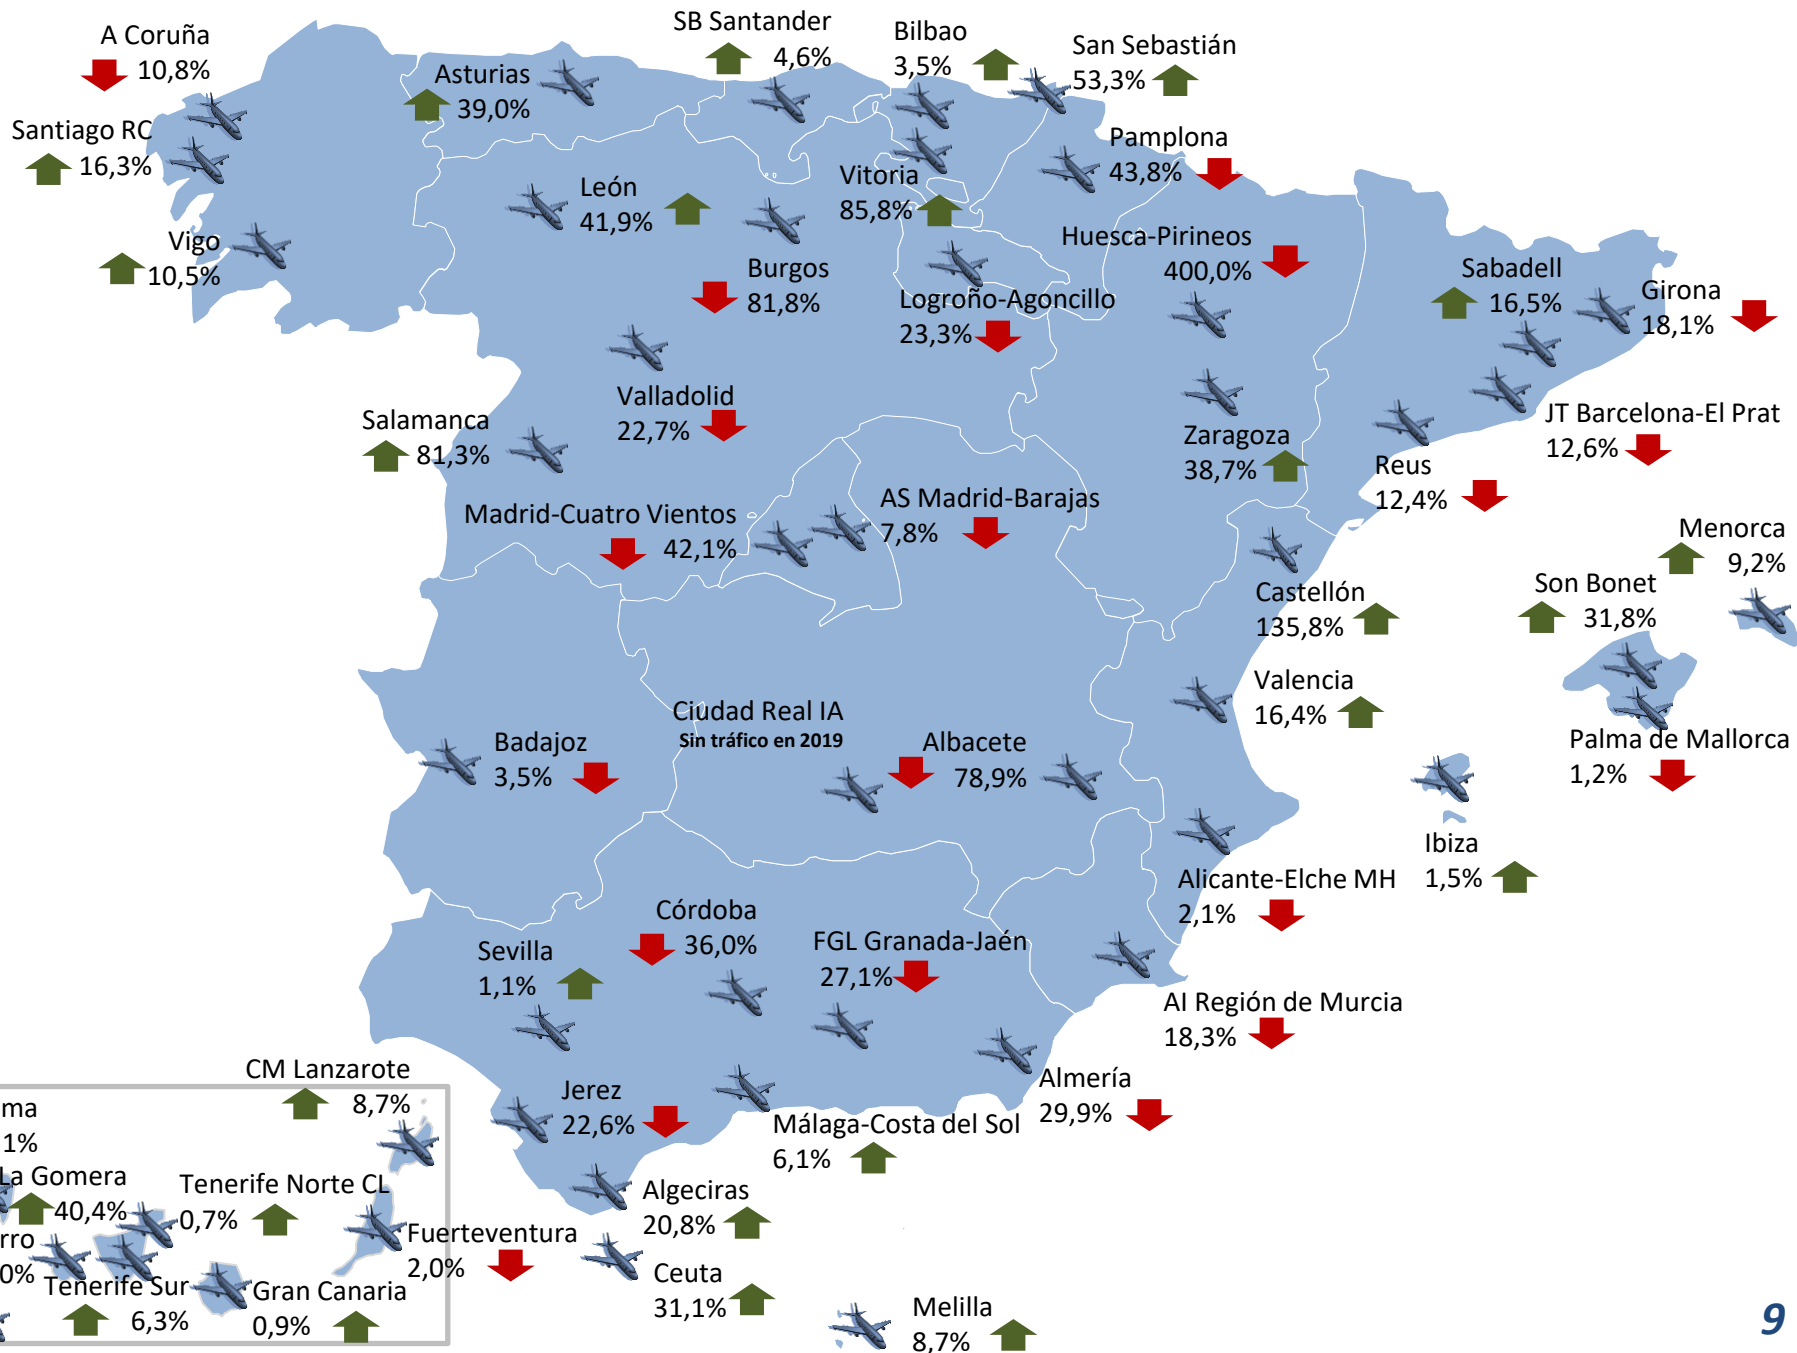 A Coruña
10,8%
SB Santander
4,6%
Bilbao
3,5%
San Sebastián
53,3%
Asturias
39,0%
Santiago RC
16,3%
Pamplona
43,8%
León
41,9%
Vitoria
85,8%
Vigo
10,5%
Huesca-Pirineos
400,0%
Burgos
81,8%
Logroño-Agoncillo
23,3%
Sabadell
16,5%
Girona
18,1%
Valladolid
22,7%
Salamanca
81,3%
JT Barcelona-El Prat
12,6%
Zaragoza
38,7%
Reus
12,4%
Madrid-Cuatro Vientos
42,1%
AS Madrid-Barajas
7,8%
Menorca
9,2%
Son Bonet
31,8%
Castellón
135,8%
Valencia
16,4%
Ciudad Real IA
Sin tráfico en 2019
Badajoz
3,5%
Albacete
78,9%
Palma de Mallorca
1,2%
Ibiza
1,5%
Alicante-Elche MH
2,1%
Córdoba
36,0%
Sevilla
1,1%
FGL Granada-Jaén
27,1%
AI Región de Murcia
18,3%
CM Lanzarote
8,7%
Jerez
22,6%
Almería
29,9%
Málaga-Costa del Sol
6,1%
ma
1%
La Gomera
40,4%
Tenerife Norte CL
0,7%
Algeciras
20,8%
Fuerteventura
2,0%
rro
0%
Tenerife Sur
6,3%
Gran Canaria
0,9%
Ceuta
31,1%
Melilla
8,7%
9